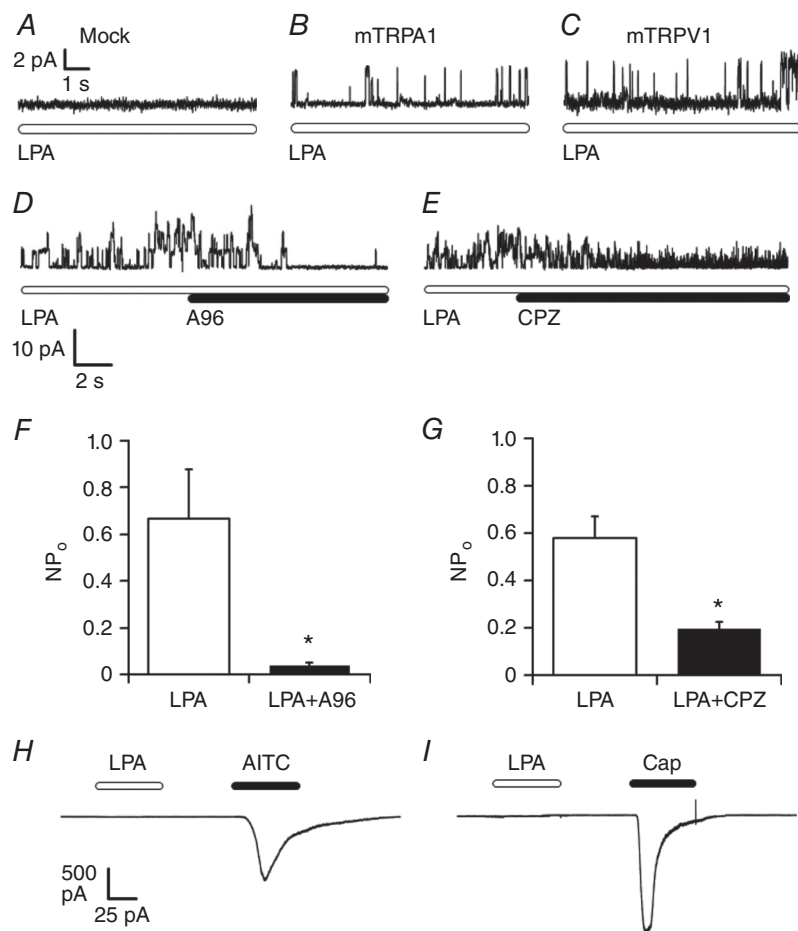 A Mock
B mTRPA1
C mTRPV1
2 pA
1 s
LPA
LPA
LPA
D
E
LPA A96
LPA CPZ
10 pA
2 s
F
G
1.0
0.8
0.6
0.4
0.2
0
NPo
*
LPA LPA+A96
1.0
0.8
0.6
0.4
0.2
0
NPo
*
LPA LPA+CPZ
H LPA AITC
I LPA Cap
500
pA
25 pA